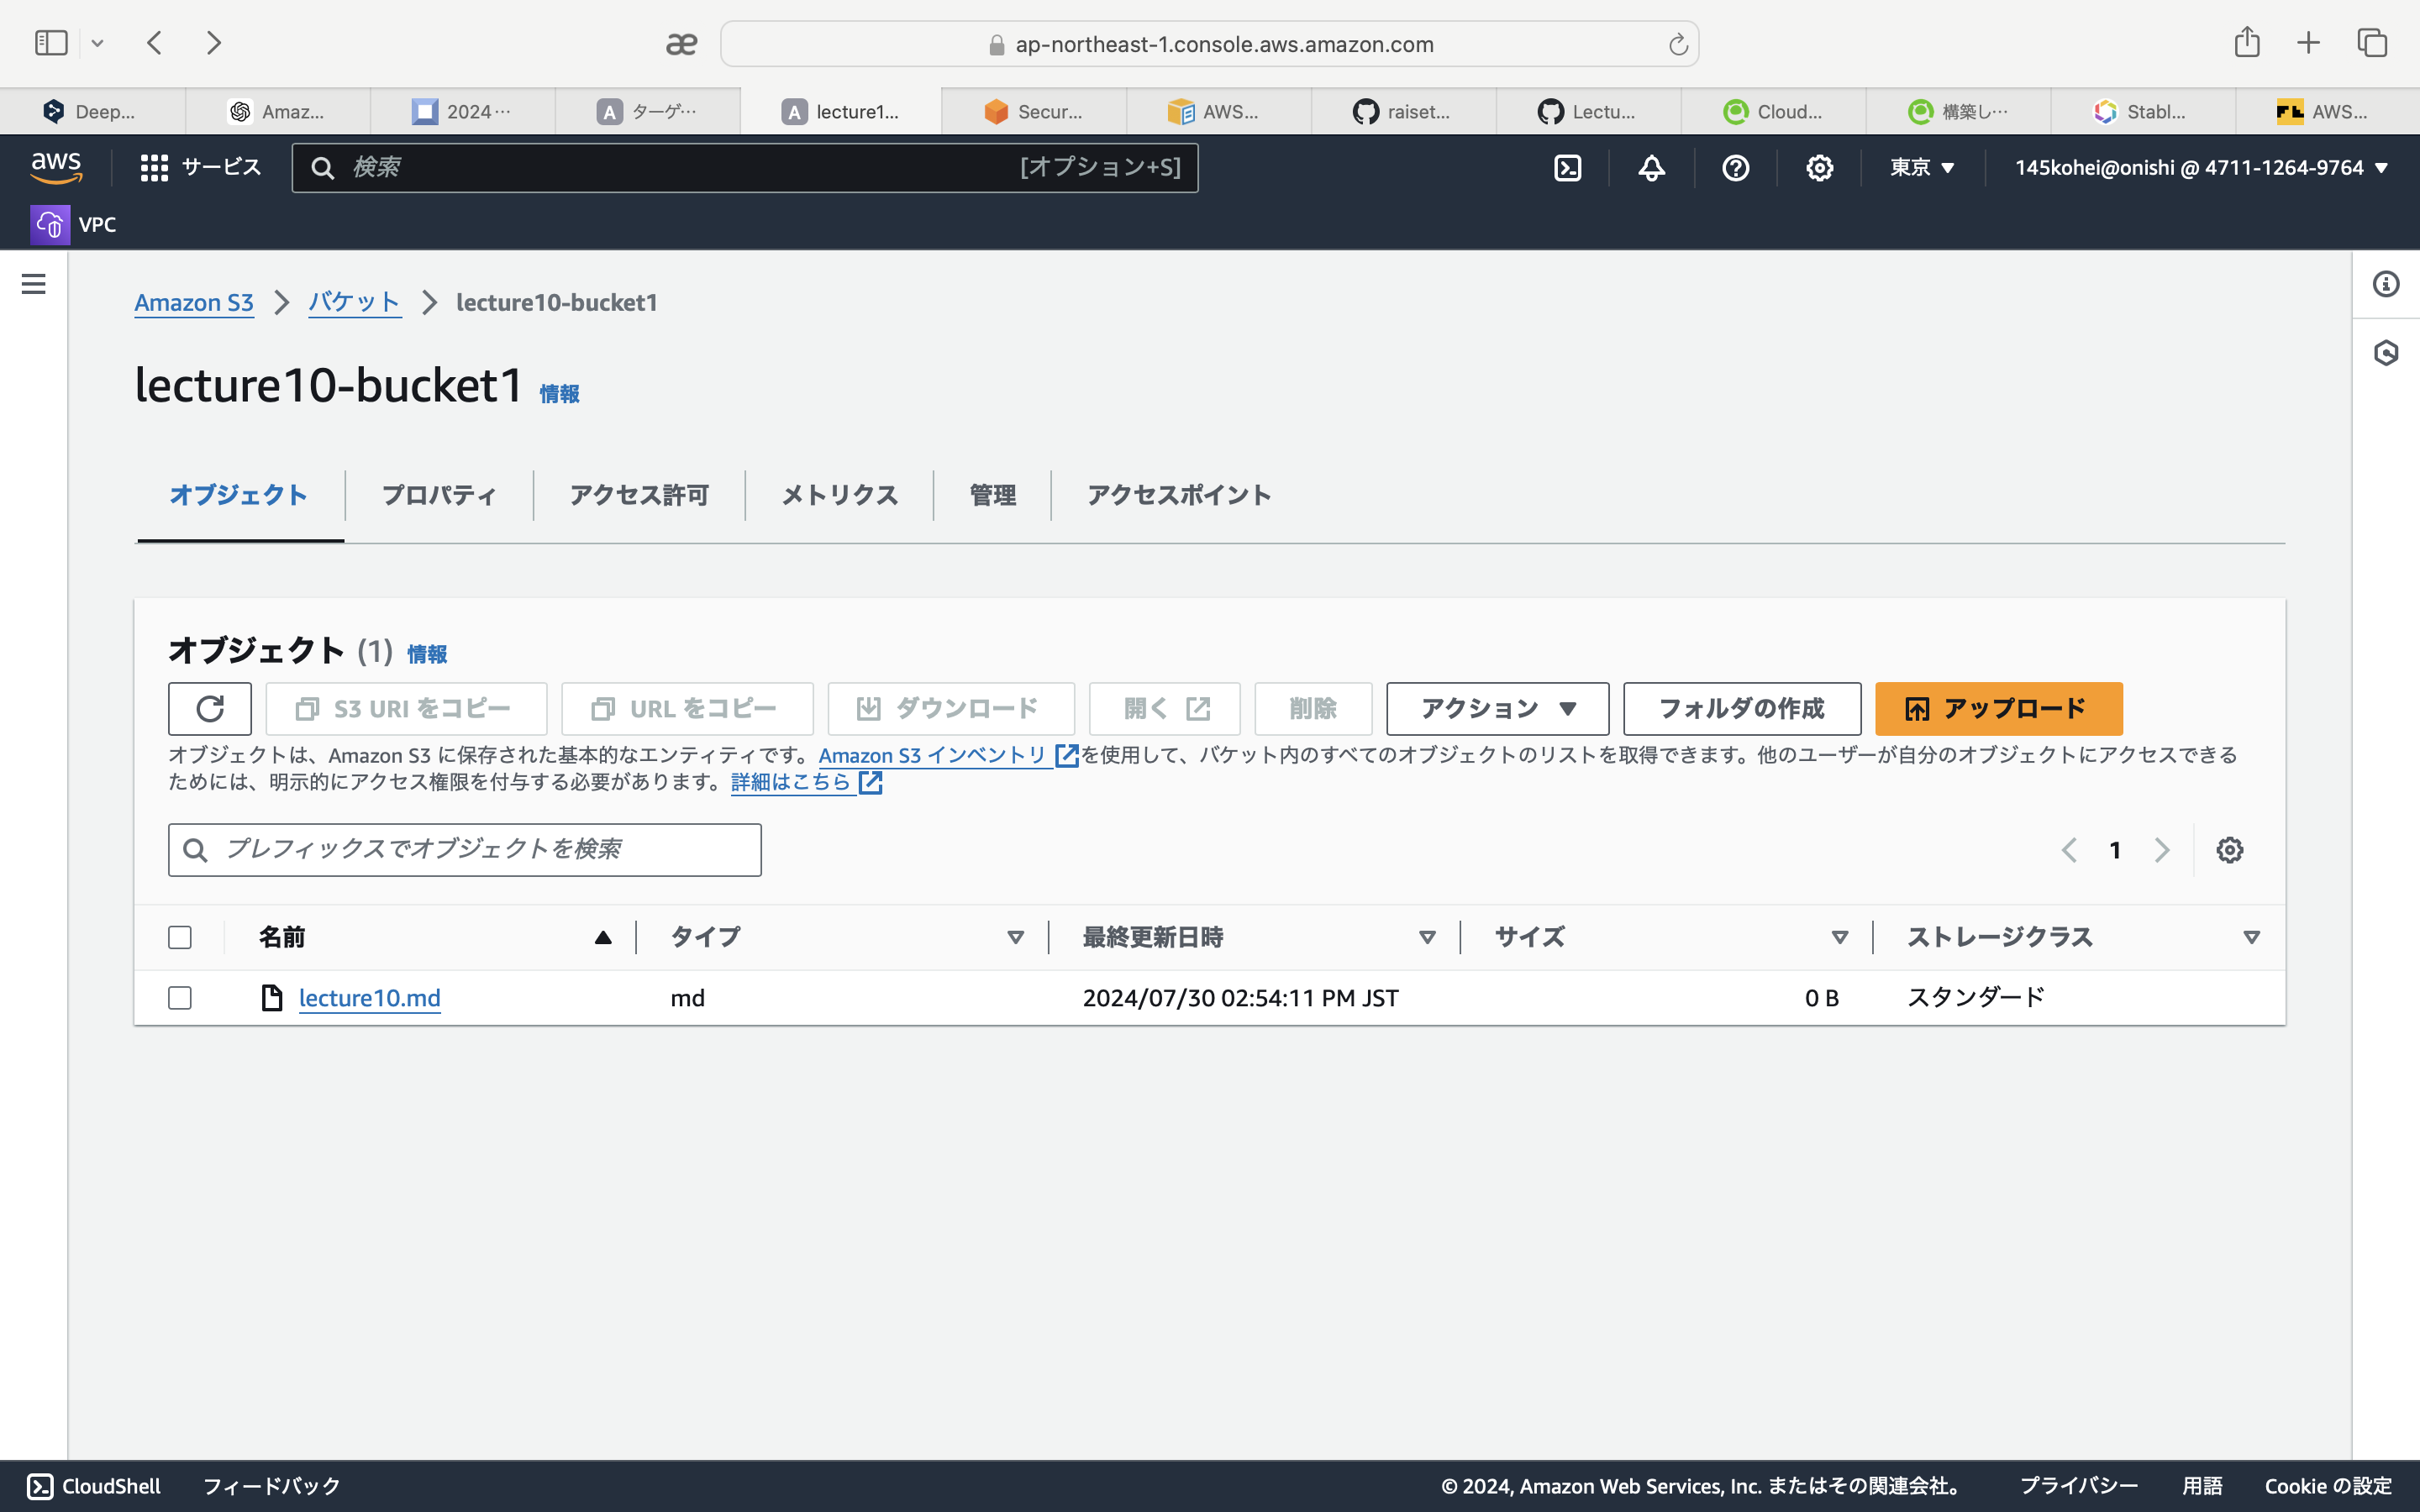 ap-northeast-1.console.aws.amazon.com
Deep... Amaz... 2024··· ターゲ··· lecture1... Secur... AWS... raiset... Lectu... Cloud... 構築し··· Stabl... AWS...
aws サービス 検索 [オプション+S] 東京 145kohei@onishi @ 4711-1264-9764
VPC
Amazon S3 バケット lecture10-bucket1
lecture10-bucket1 情報
オブジェクト プロパティ アクセス許可 メトリクス 管理 アクセスポイント
オブジェクト (1) 情報
S3 URI をコピー URL をコピー ダウンロード 開く 削除 アクション フォルダの作成 アップロード
オブジェクトは、Amazon S3 に保存された基本的なエンティティです。Amazon S3 インベントリ を使用して、バケット内のすべてのオブジェクトのリストを取得できます。他のユーザーが自分のオブジェクトにアクセスできる
ためには、明示的にアクセス権限を付与する必要があります。詳細はこちら
プレフィックスでオブジェクトを検索 1
名前 タイプ 最終更新日時 サイズ ストレージクラス
lecture10.md md 2024/07/30 02:54:11 PM JST 0 B スタンダード
CloudShell フィードバック © 2024, Amazon Web Services, Inc. またはその関連会社。 プライバシー 用語 Cookie の設定